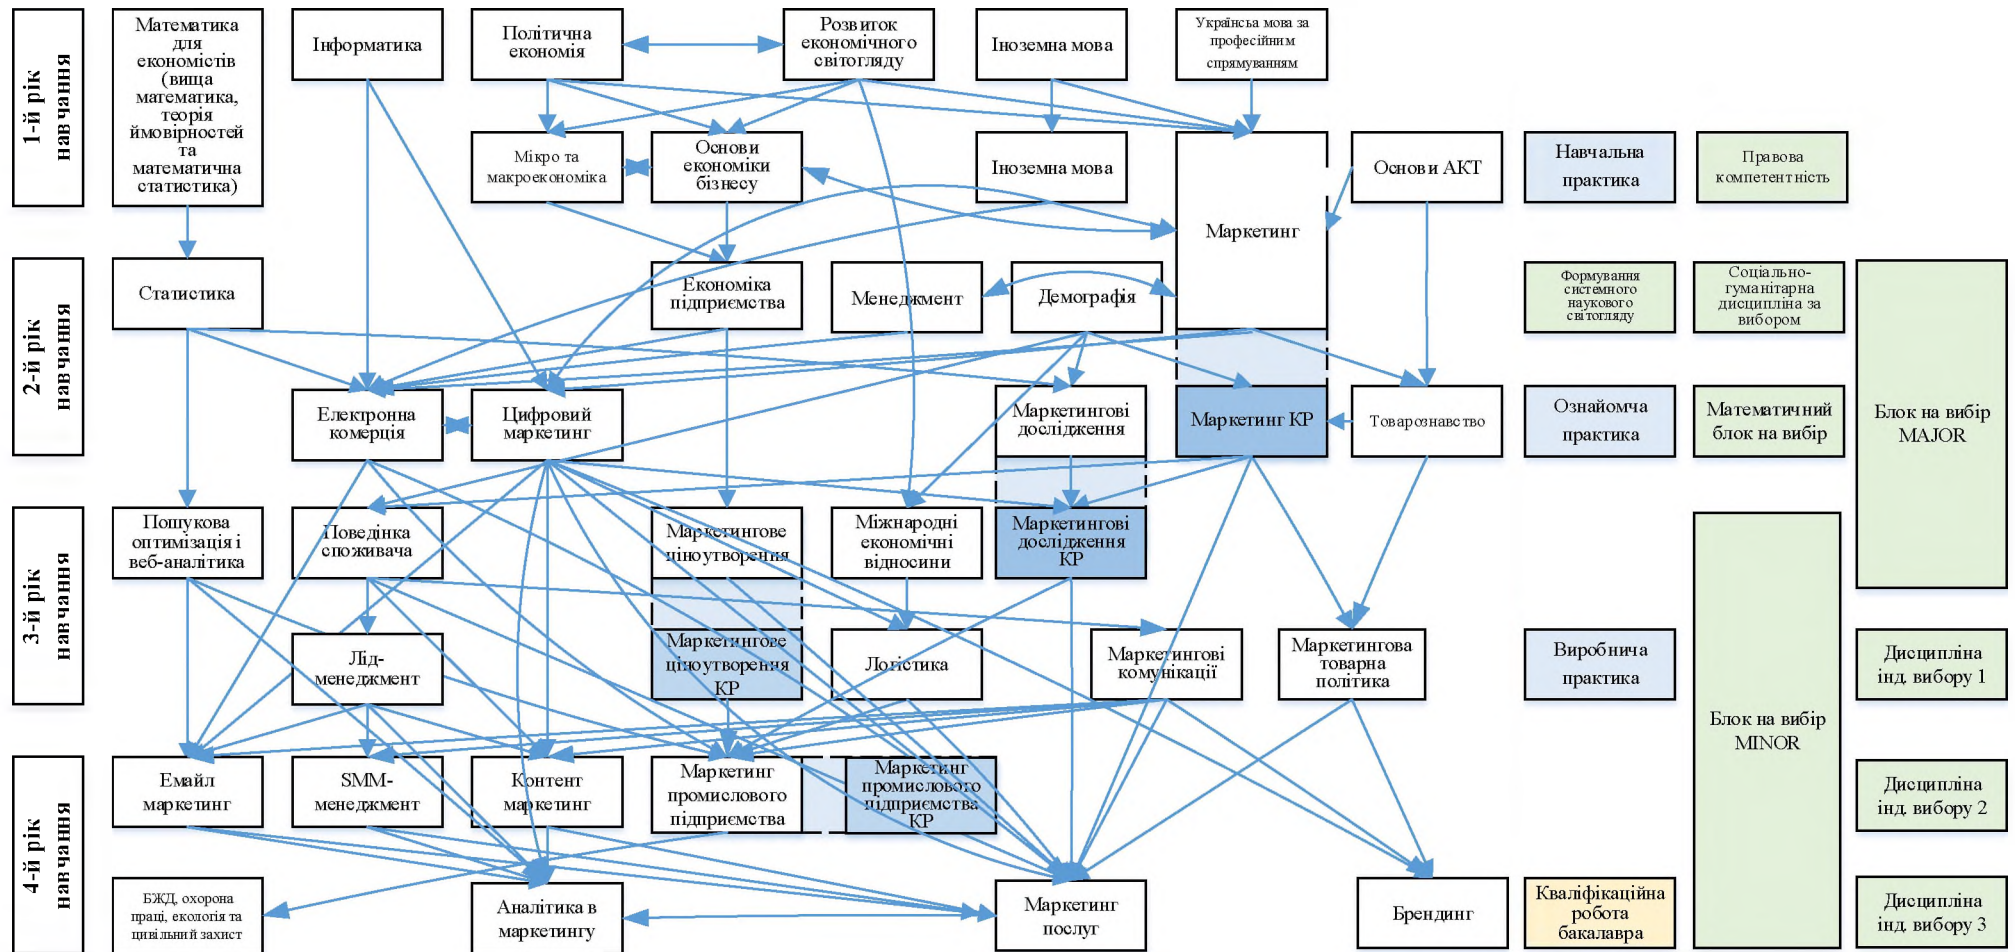 1-й рік
навчання
Математика
для
економістів
(вища
математика,
теорія
ймовірностей
та
математична
статистика)
Інформатика
Політична
економія
Розвиток
економічного
світогляду
Іноземна мова
Українська мова за
професійним
спрямуванням
Мікро та
макроекономіка
Основи
економіки
бізнесу
Іноземна мова
Маркетинг
Основи АКТ
Навчальна
практика
Правова
компетентність
2-й рік
навчання
Статистика
Економіка
підприємства
Менеджмент
Демографія
Формування
системного
наукового
світогляду
Соціально-
гуманітарна
дисципліна за
вибором
Блок на вибір
MAJOR
Електронна
комерція
Цифровий
маркетинг
Маркетингові
дослідження
Маркетинг КР
Товарознавство
Ознайомча
практика
Математичний
блок на вибір
3-й рік
навчання
Пошукова
оптимізація і
веб-аналітика
Поведінка
споживача
Маркетингове
ціноутворення
Міжнародні
економічні
відносини
Маркетингові
дослідження
КР
Блок на вибір
MINOR
Лід-
менеджмент
Маркетингове
ціноутворення
КР
Логістика
Маркетингові
комунікації
Маркетингова
товарна
політика
Виробнича
практика
Дисципліна
інд. вибору 1
4-й рік
навчання
Емайл
маркетинг
SMM-
менеджмент
Контент
маркетинг
Маркетинг
промислового
підприємства
Маркетинг
промислового
підприємства
КР
Дисципліна
інд. вибору 2
БЖД, охорона
праці, екологія та
цивільний захист
Аналітика в
маркетингу
Маркетинг
послуг
Брендинг
Кваліфікаційна
робота
бакалавра
Дисципліна
інд. вибору 3